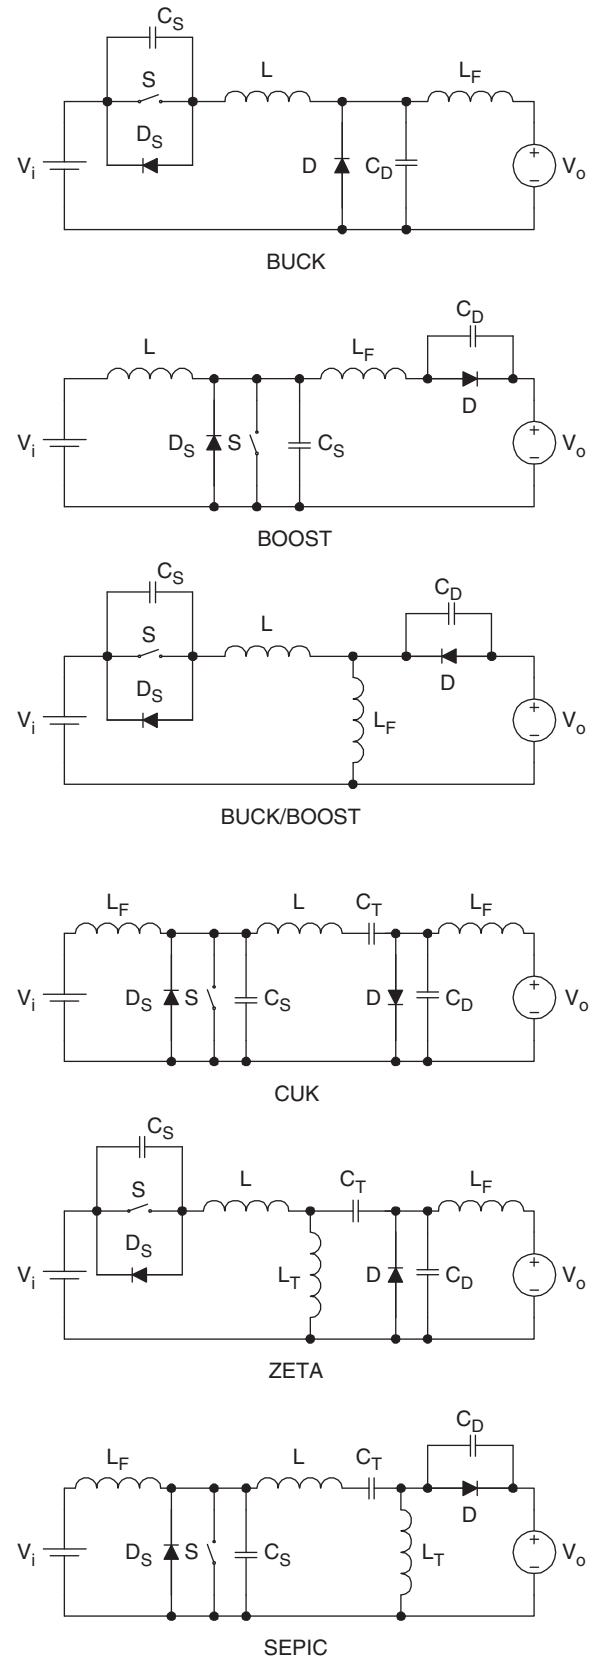 C_S
S
L
L_F
D_S
V_i
D
C_D
+
−
V_o
BUCK
C_D
L
L_F
D
V_i
D_S
S
C_S
+
−
V_o
BOOST
C_S
C_D
S
L
D_S
D
V_i
L_F
+
−
V_o
BUCK/BOOST
L_F
L
C_T
L_F
V_i
D_S
S
C_S
D
C_D
+
−
V_o
CUK
C_S
S
L
C_T
L_F
D_S
V_i
L_T
D
C_D
+
−
V_o
ZETA
C_D
L_F
L
C_T
D
V_i
D_S
S
C_S
L_T
+
−
V_o
SEPIC